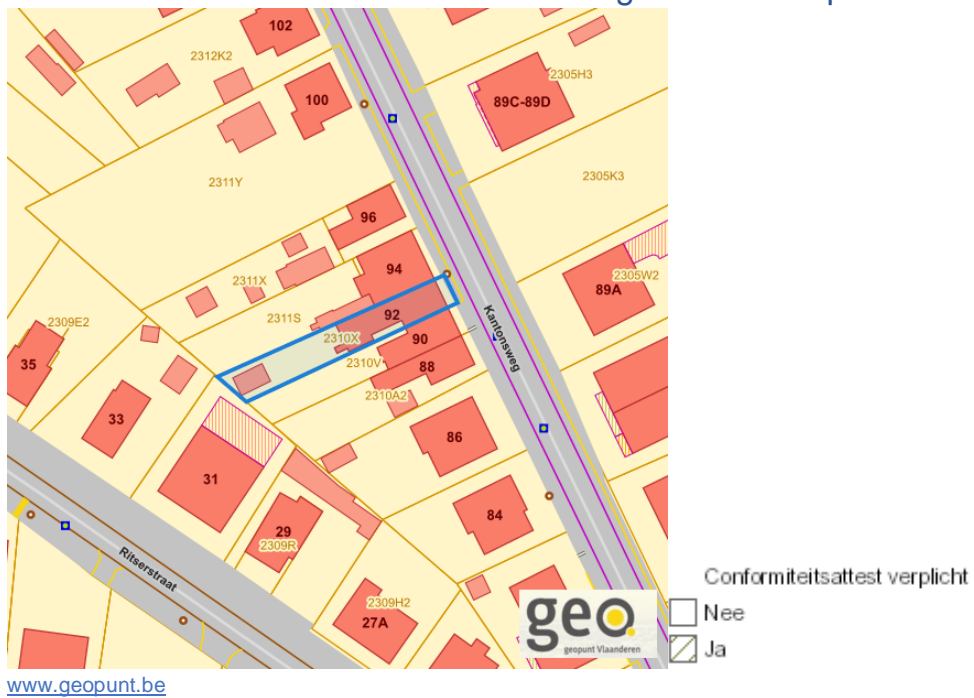 102
2312K2
2305H3
100
89C-89D
2311Y
2305K3
96
94
2311X
2305W2
89A
2311S
92
2310X
Kantonsweg
2309E2
90
35
2310V
88
2310A2
33
86
31
84
29
2309R
Ritserstraat
2309H2
27A
geo
geopunt Vlaanderen
Conformiteitsattest verplicht
Nee
Ja
www.geopunt.be